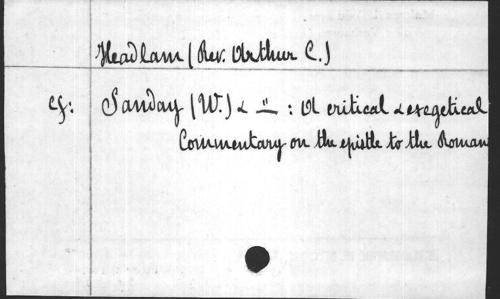 Headlam (Rev. Arthur C.)
cf: Sanday (W.) & — " — : A critical & exegetical
Commentary on the epistle to the Roman